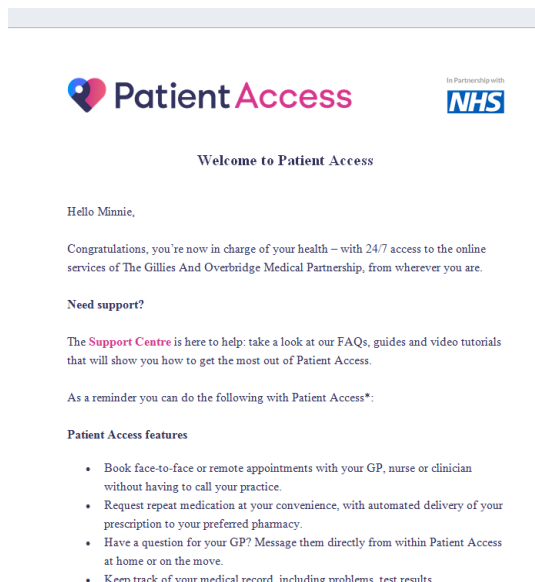 Patient Access
In Partnership with
NHS
Welcome to Patient Access
Hello Minnie,
Congratulations, you’re now in charge of your health – with 24/7 access to the online
services of The Gillies And Overbridge Medical Partnership, from wherever you are.
Need support?
The Support Centre is here to help: take a look at our FAQs, guides and video tutorials
that will show you how to get the most out of Patient Access.
As a reminder you can do the following with Patient Access*:
Patient Access features
• Book face-to-face or remote appointments with your GP, nurse or clinician
without having to call your practice.
• Request repeat medication at your convenience, with automated delivery of your
prescription to your preferred pharmacy.
• Have a question for your GP? Message them directly from within Patient Access
at home or on the move.
• Keep track of your medical record, including problems, test results